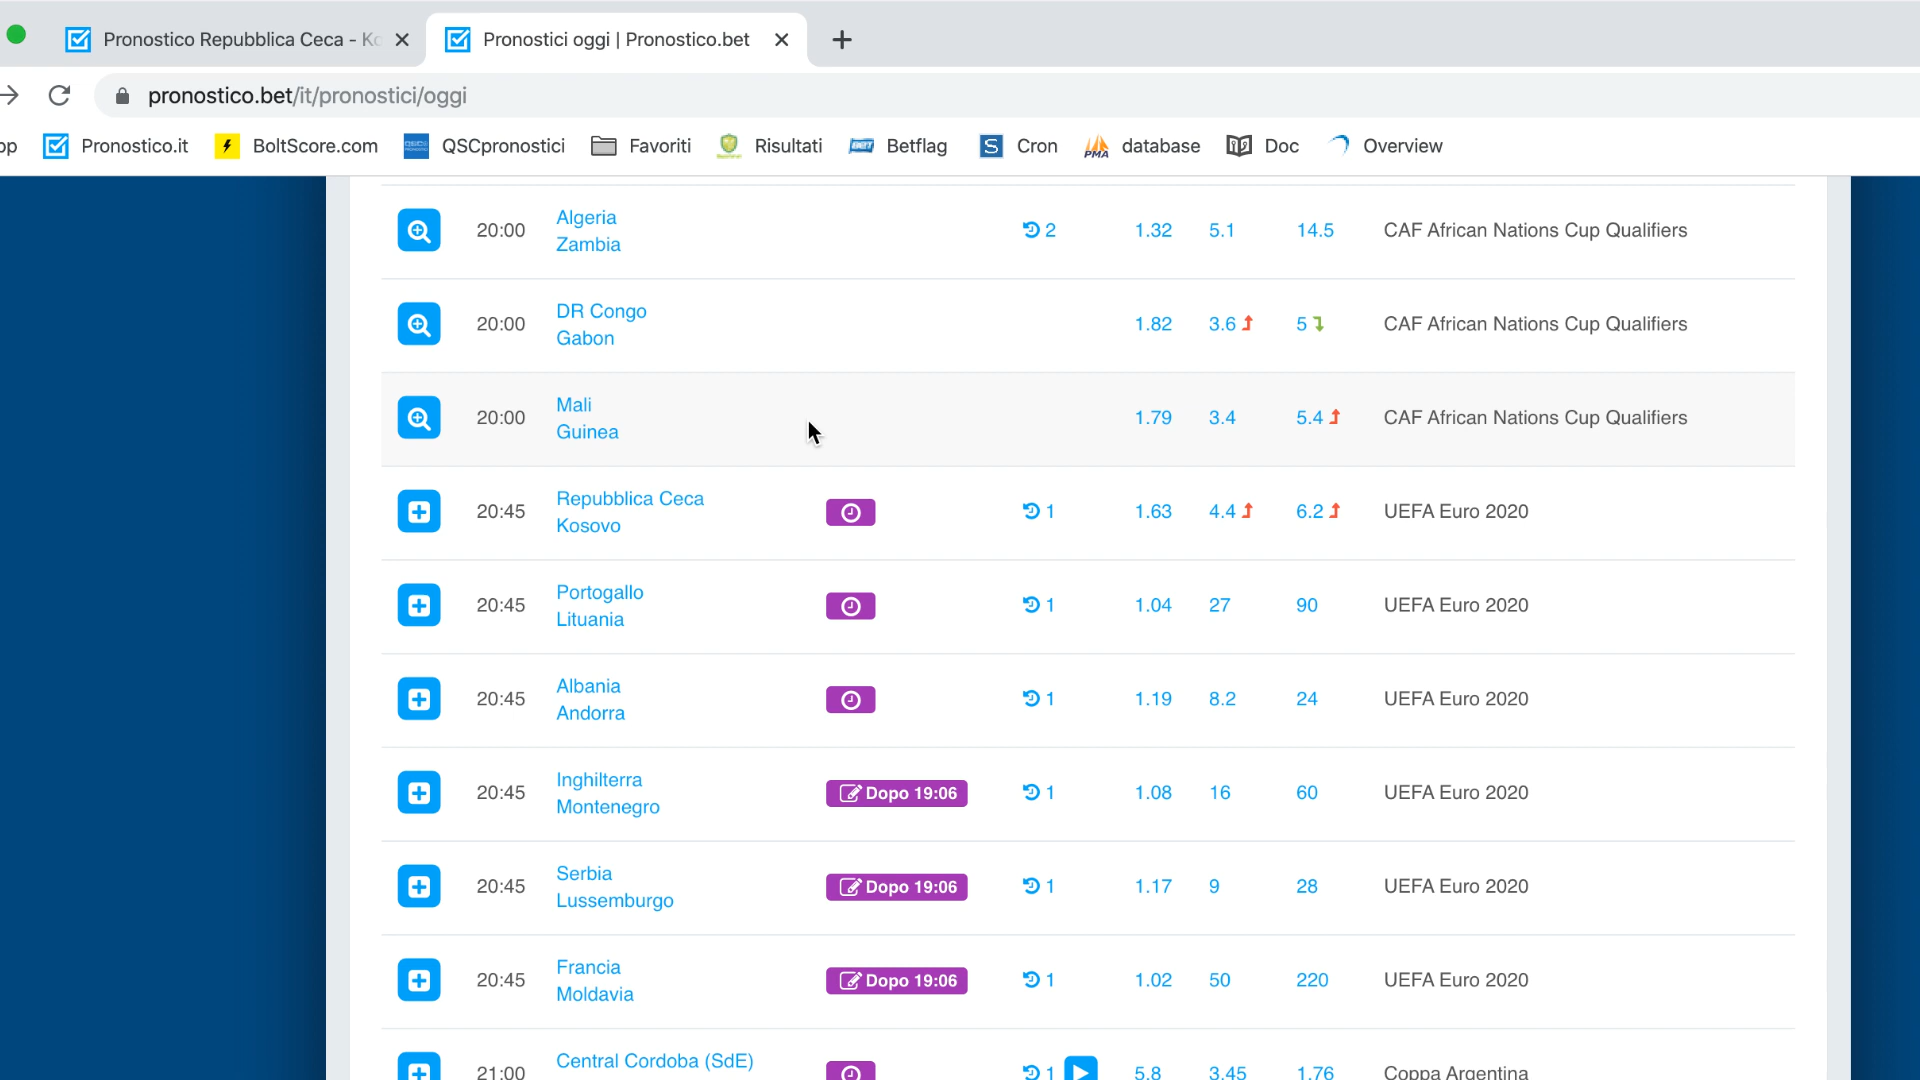 Pronostico Repubblica Ceca - Ko
Pronostici oggi | Pronostico.bet
pronostico.bet/it/pronostici/oggi
pp Pronostico.it BoltScore.com QSCpronostici Favoriti Risultati Betflag Cron database Doc Overview
20:00 Algeria Zambia 2 1.32 5.1 14.5 CAF African Nations Cup Qualifiers
20:00 DR Congo Gabon 1.82 3.6 5 CAF African Nations Cup Qualifiers
20:00 Mali Guinea 1.79 3.4 5.4 CAF African Nations Cup Qualifiers
20:45 Repubblica Ceca Kosovo 1 1.63 4.4 6.2 UEFA Euro 2020
20:45 Portogallo Lituania 1 1.04 27 90 UEFA Euro 2020
20:45 Albania Andorra 1 1.19 8.2 24 UEFA Euro 2020
20:45 Inghilterra Montenegro Dopo 19:06 1 1.08 16 60 UEFA Euro 2020
20:45 Serbia Lussemburgo Dopo 19:06 1 1.17 9 28 UEFA Euro 2020
20:45 Francia Moldavia Dopo 19:06 1 1.02 50 220 UEFA Euro 2020
21:00 Central Cordoba (SdE) 1 5.8 3.45 1.76 Coppa Argentina